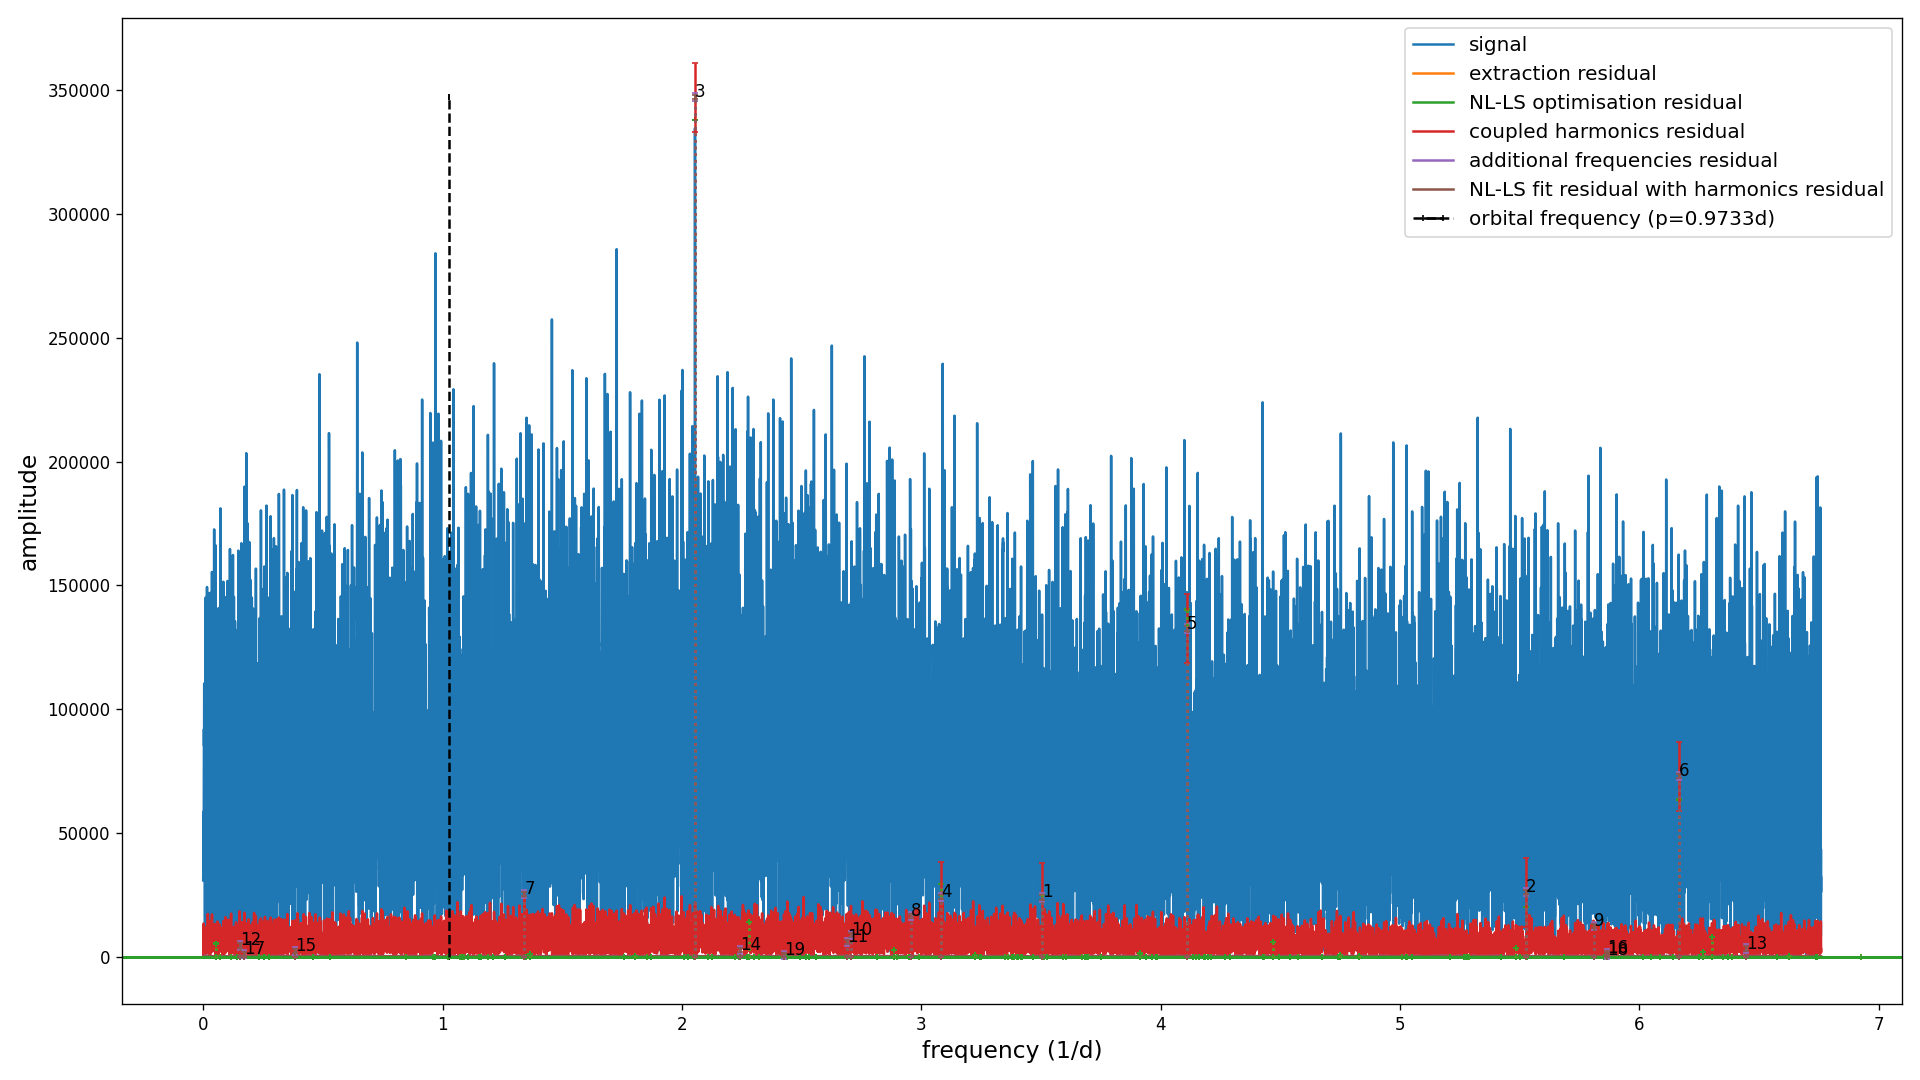 signal
extraction residual
NL-LS optimisation residual
coupled harmonics residual
additional frequencies residual
NL-LS fit residual with harmonics residual
orbital frequency (p=0.9733d)
amplitude
350000
300000
250000
200000
150000
100000
50000
0
3
5
6
7
4
1
2
8
9
10
11
12
17
15
14
19
16
13
0 1 2 3 4 5 6 7
frequency (1/d)